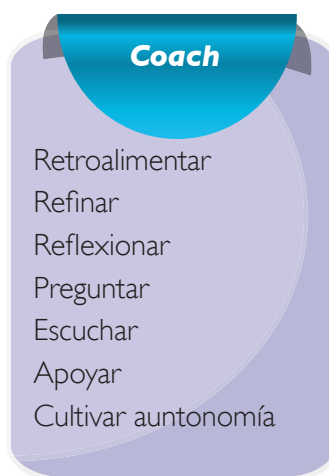 Coach
Retroalimentar
Refinar
Reflexionar
Preguntar
Escuchar
Apoyar
Cultivar auntonomía